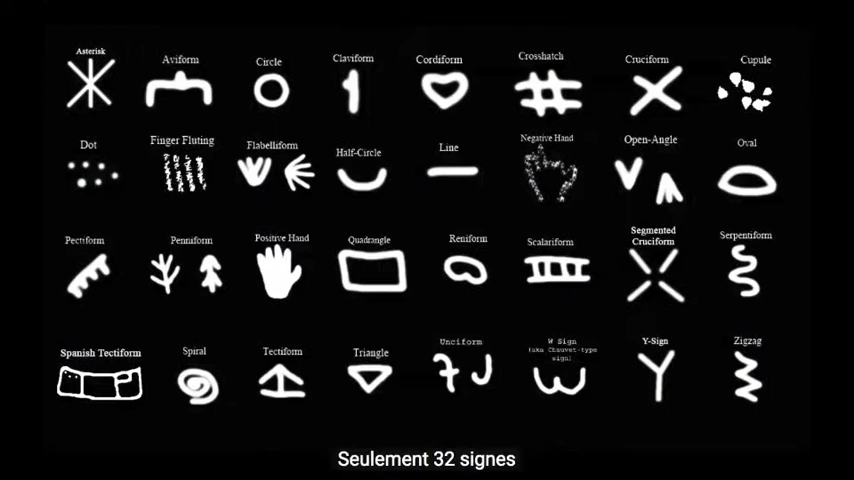 Asterisk Aviform Circle Claviform Cordiform Crosshatch Cruciform Cupule
Dot Finger Fluting Flabelliform Half-Circle Line Negative Hand Open-Angle Oval
Pectiform Penniform Positive Hand Quadrangle Reniform Scalariform Segmented
Cruciform Serpentiform
Spanish Tectiform Spiral Tectiform Triangle Unciform W Sign
(aka Chauvet-type
sign) Y-Sign Zigzag
Seulement 32 signes